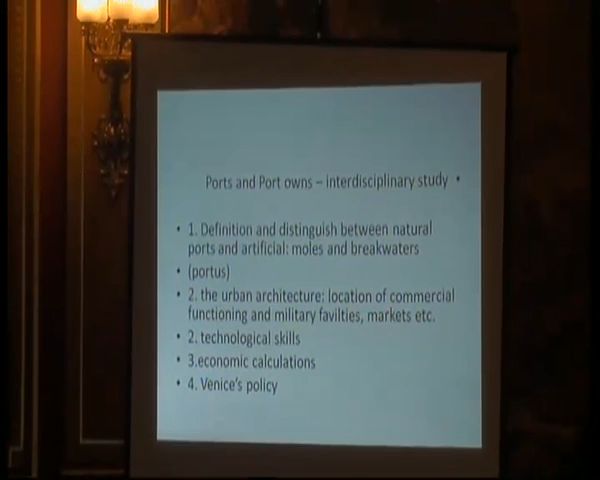 Ports and Port owns – interdisciplinary study •
• 1. Definition and distinguish between natural
ports and artificial: moles and breakwaters
• (portus)
• 2. the urban architecture: location of commercial
functioning and military favilties, markets etc.
• 2. technological skills
• 3.economic calculations
• 4. Venice's policy